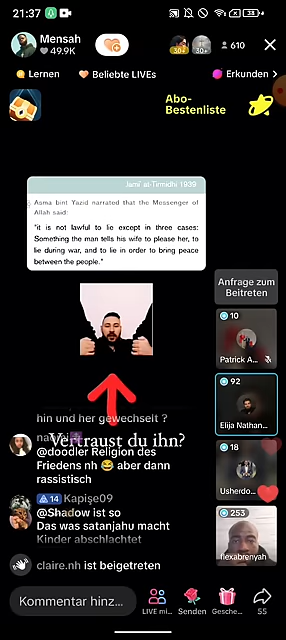 21:37
38
Mensah
49.9K
30+
30+
610
Lernen
Beliebte LIVEs
Erkunden
Abo-
Bestenliste
Jami` at-Tirmidhi 1939
Asma bint Yazid narrated that the Messenger of
Allah said:
"it is not lawful to lie except in three cases:
Something the man tells his wife to please her, to
lie during war, and to lie in order to bring peace
between the people."
Anfrage zum
Beitreten
10
Patrick A...
92
Elija Nathan...
18
Usherdo...
253
flexabrenyah
hin und her gewechselt ?
Vertraust du ihn?
@doodler Religion des
Friedens nh 😂 aber dann
rassistisch
14 Kapişe09
@Shadow ist so
Das was satanjahu macht
Kinder abschlachtet
claire.nh ist beigetreten
Kommentar hinz...
LIVE mi...
Senden
Gesche...
55